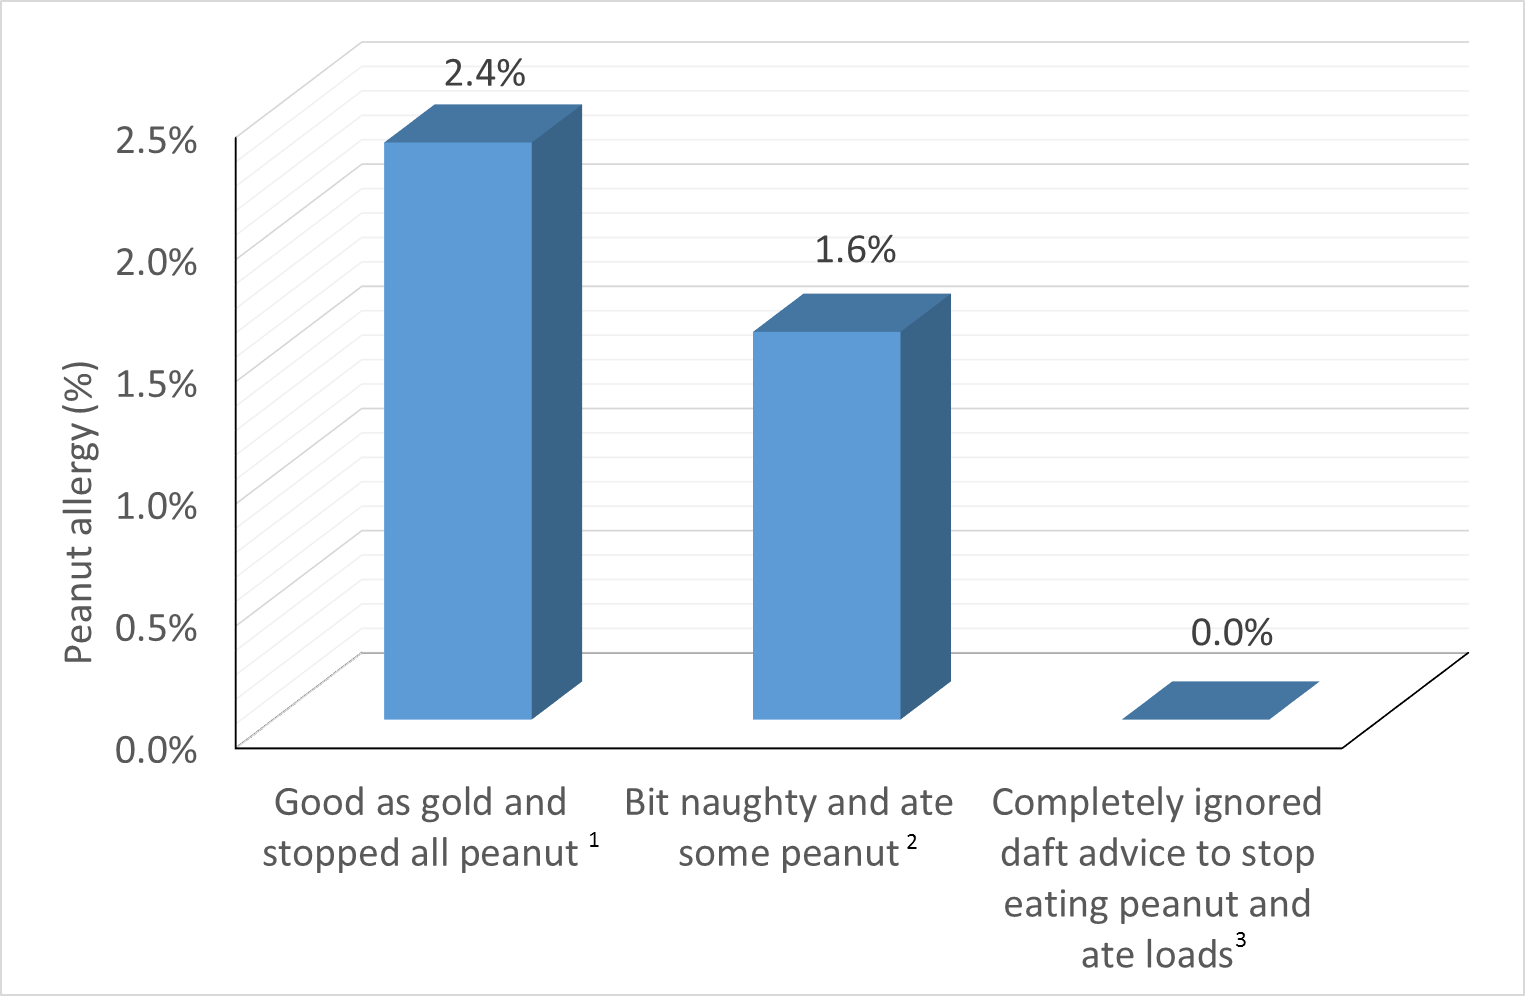 2.4%
2.5%
1.6%
2.0%
1.5%
1.0%
0.0%
0.5%
0.0%
Peanut allergy (%)
Good as gold and
stopped all peanut 1
Bit naughty and ate
some peanut 2
Completely ignored
daft advice to stop
eating peanut and
ate loads3